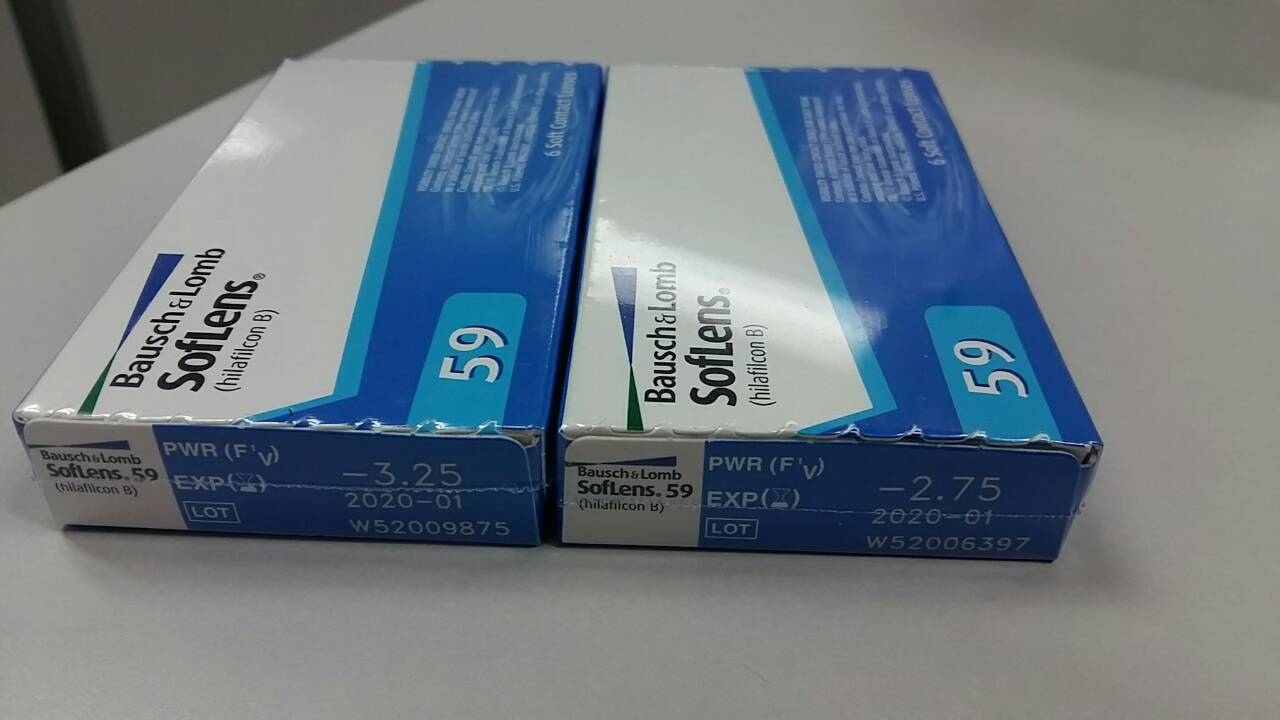 6 Soft Contact Lenses
Bausch & Lomb
SofLens®
(hilafilcon B)
59
Bausch & Lomb
SofLens® 59
(hilafilcon B)
PWR (F'v) -3.25
EXP 2020-01
LOT W52009875
6 Soft Contact Lenses
Bausch & Lomb
SofLens®
(hilafilcon B)
59
Bausch & Lomb
SofLens® 59
(hilafilcon B)
PWR (F'v) -2.75
EXP 2020-01
LOT W52006397